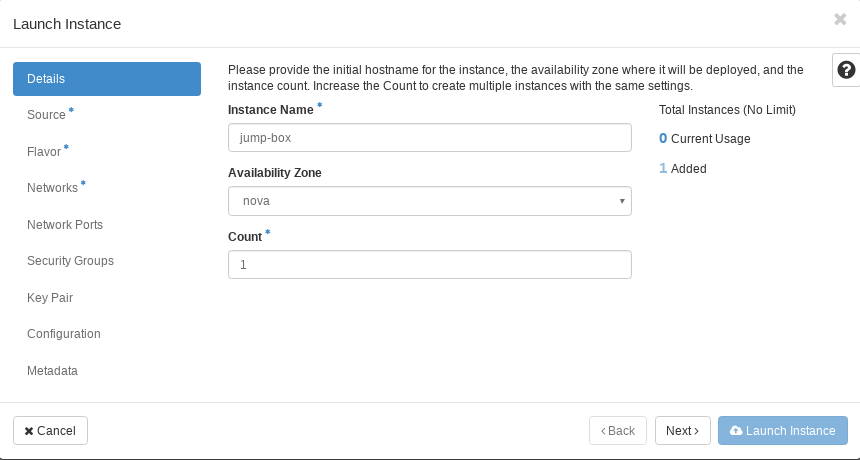 Launch Instance
Details
Source *
Flavor *
Networks *
Network Ports
Security Groups
Key Pair
Configuration
Metadata
Please provide the initial hostname for the instance, the availability zone where it will be deployed, and the
instance count. Increase the Count to create multiple instances with the same settings.
Instance Name *
jump-box
Availability Zone
nova
Count *
1
Total Instances (No Limit)
0 Current Usage
1 Added
Cancel
Back
Next
Launch Instance